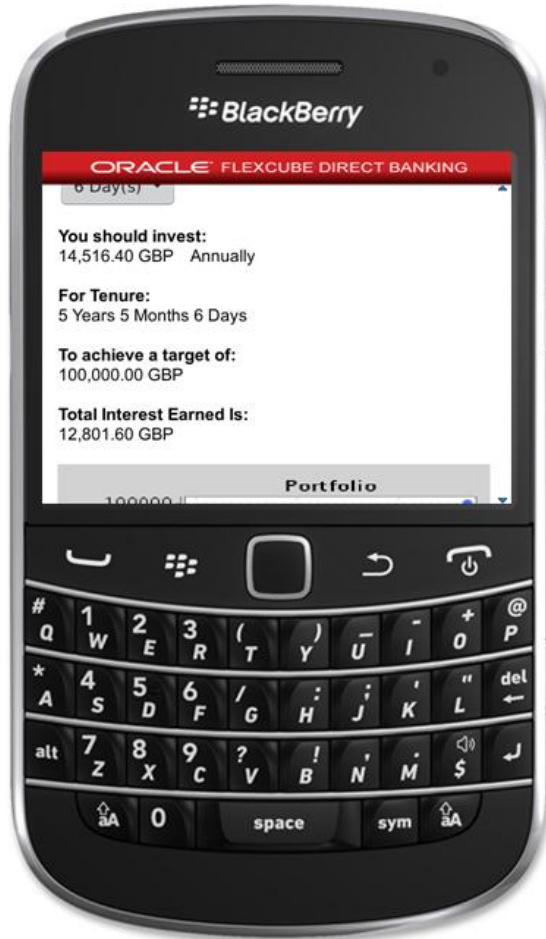 BlackBerry
ORACLE FLEXCUBE DIRECT BANKING
6 Day(s)
You should invest:
14,516.40 GBP Annually
For Tenure:
5 Years 5 Months 6 Days
To achieve a target of:
100,000.00 GBP
Total Interest Earned Is:
12,801.60 GBP
Portfolio
100000
# Q 1 W 2 E 3 R ( T ) Y _ U - I + O @ P
* A 4 S 5 D 6 F / G : H ; J ' K " L del
alt 7 Z 8 X 9 C ? V ! B , N . M $
aA 0 space sym aA